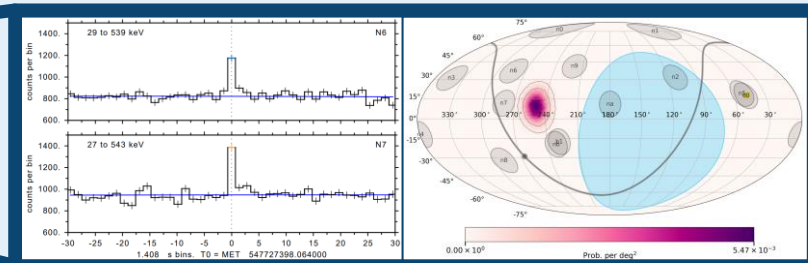 29 to 539 keV N6
1400.
1200.
1000.
800.
600.
counts per bin
27 to 543 keV N7
1400.
1200.
1000.
800.
600.
counts per bin
-30 -25 -20 -15 -10 -5 0 5 10 15 20 25 30
1.408 s bins. T0 = MET 547727398.064000
75°
n0
n1
60°
n9
n6
n3
n2
30°
n7
na
15°
330° 300° 270° 240° 210° 180° 150° 120° 90° 60° 30°
0°
-15°
n8
-30°
-45°
-60°
-75°
0.00 × 10⁰ 5.47 × 10⁻³
Prob. per deg²